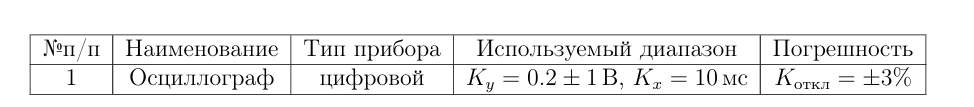 №п/п Наименование Тип прибора Используемый диапазон Погрешность
1 Осциллограф цифровой K_y = 0.2 ± 1 В, K_x = 10 мс K_откл = ±3%